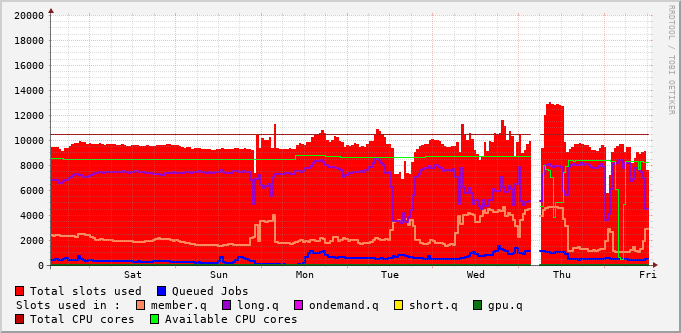 20000
18000
16000
14000
12000
10000
8000
6000
4000
2000
0
Sat Sun Mon Tue Wed Thu Fri
RRDTOOL / TOBI OETIKER
Total slots used Queued Jobs
Slots used in : member.q long.q ondemand.q short.q gpu.q
Total CPU cores Available CPU cores